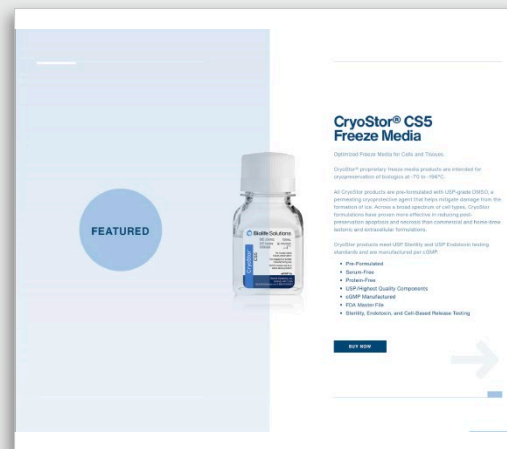 FEATURED
BioLife Solutions
CryoStor
CS5
CryoStor® CS5
Freeze Media
Optimized Freeze Media for Cells and Tissues.
CryoStor® proprietary freeze media products are intended for
cryopreservation of biologics at -70 to -196°C.
All CryoStor products are pre-formulated with USP-grade DMSO, a
permeating cryoprotective agent that helps mitigate damage from the
formation of ice. Across a broad spectrum of cell types, CryoStor
formulations have proven more effective in reducing post-
preservation apoptosis and necrosis than commercial and home-brew
isotonic and extracellular formulations.
CryoStor products meet USP Sterility and USP Endotoxin testing
standards and are manufactured per cGMP.
• Pre-Formulated
• Serum-Free
• Protein-Free
• USP/Highest Quality Components
• cGMP Manufactured
• FDA Master File
• Sterility, Endotoxin, and Cell-Based Release Testing
BUY NOW